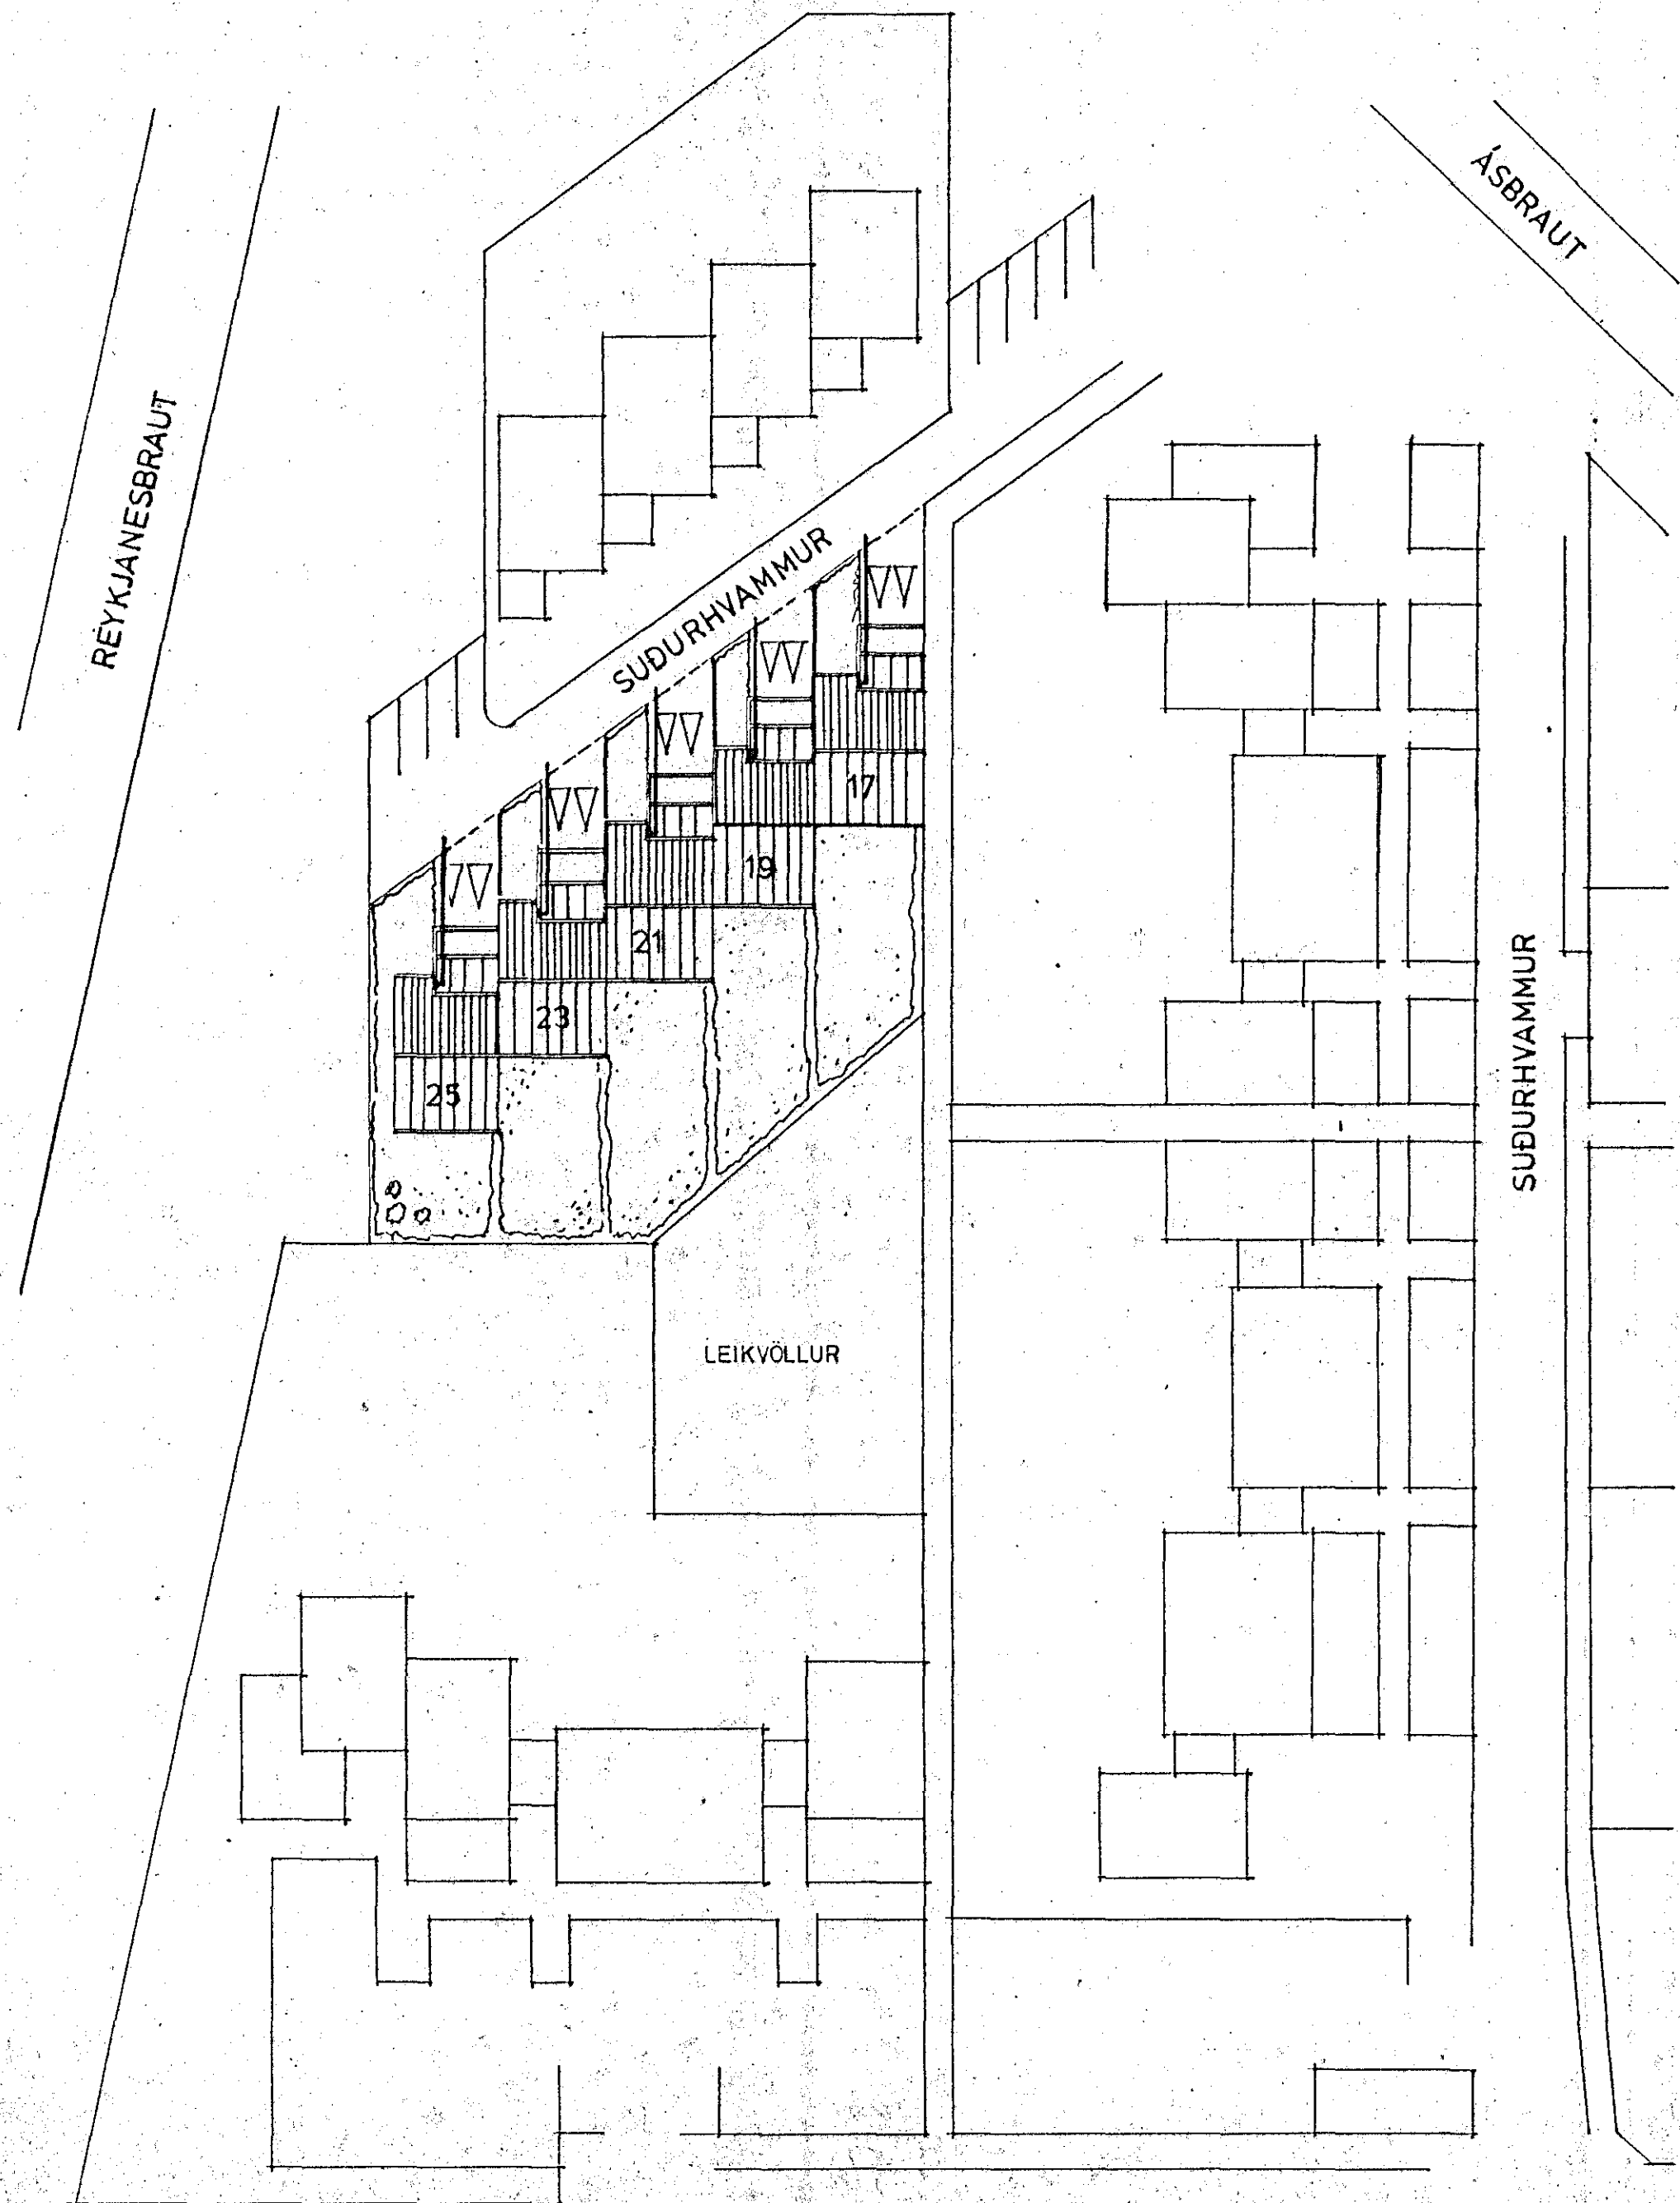 ÁSBRAUT
REYKJANESBRAUT
SUÐURHVAMMUR
17
19
21
23
25
SUÐURHVAMMUR
LEIKVÖLLUR